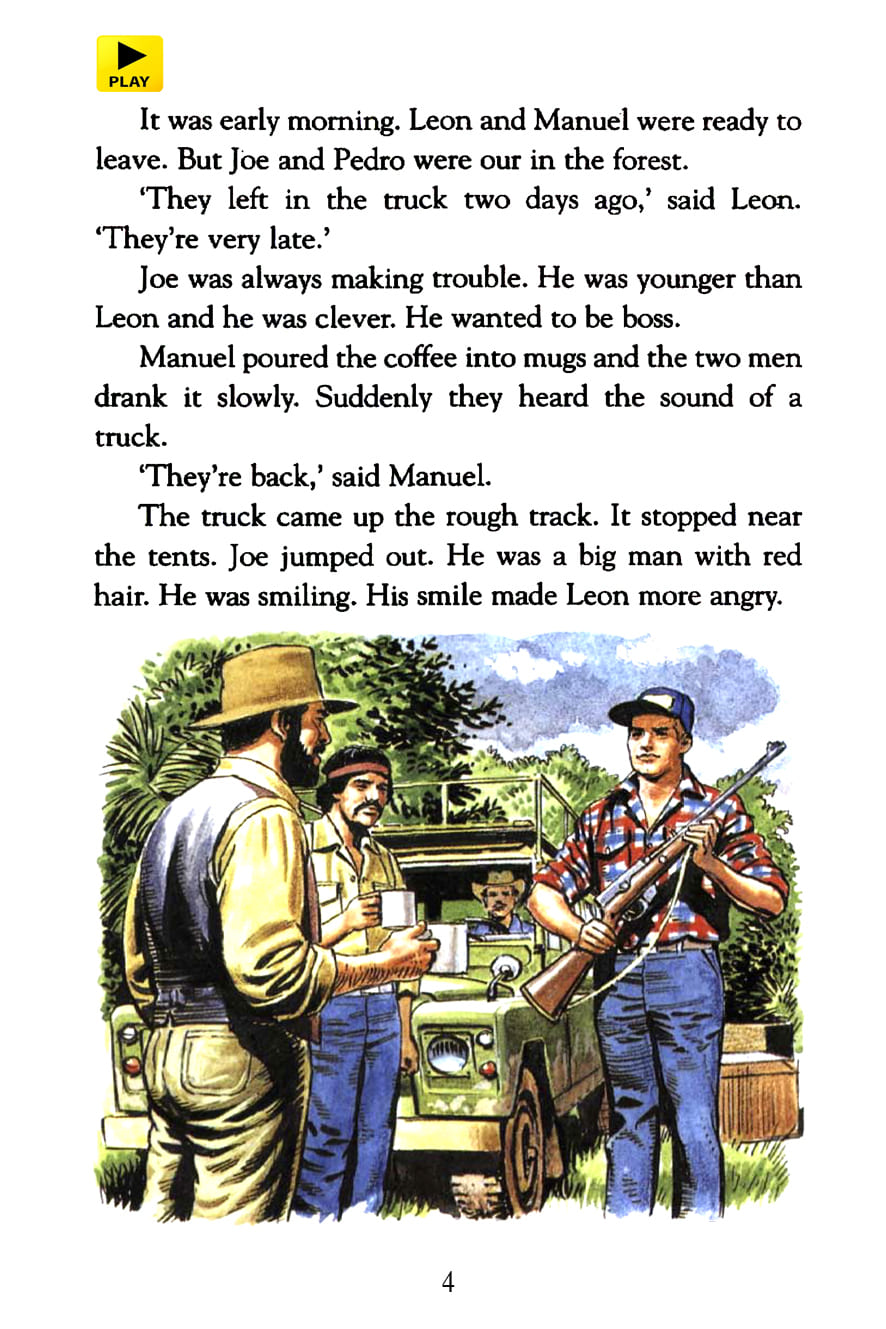 PLAY
It was early morning. Leon and Manuel were ready to
leave. But Joe and Pedro were our in the forest.
‘They left in the truck two days ago,’ said Leon.
‘They’re very late.’
Joe was always making trouble. He was younger than
Leon and he was clever. He wanted to be boss.
Manuel poured the coffee into mugs and the two men
drank it slowly. Suddenly they heard the sound of a
truck.
‘They’re back,’ said Manuel.
The truck came up the rough track. It stopped near
the tents. Joe jumped out. He was a big man with red
hair. He was smiling. His smile made Leon more angry.
4